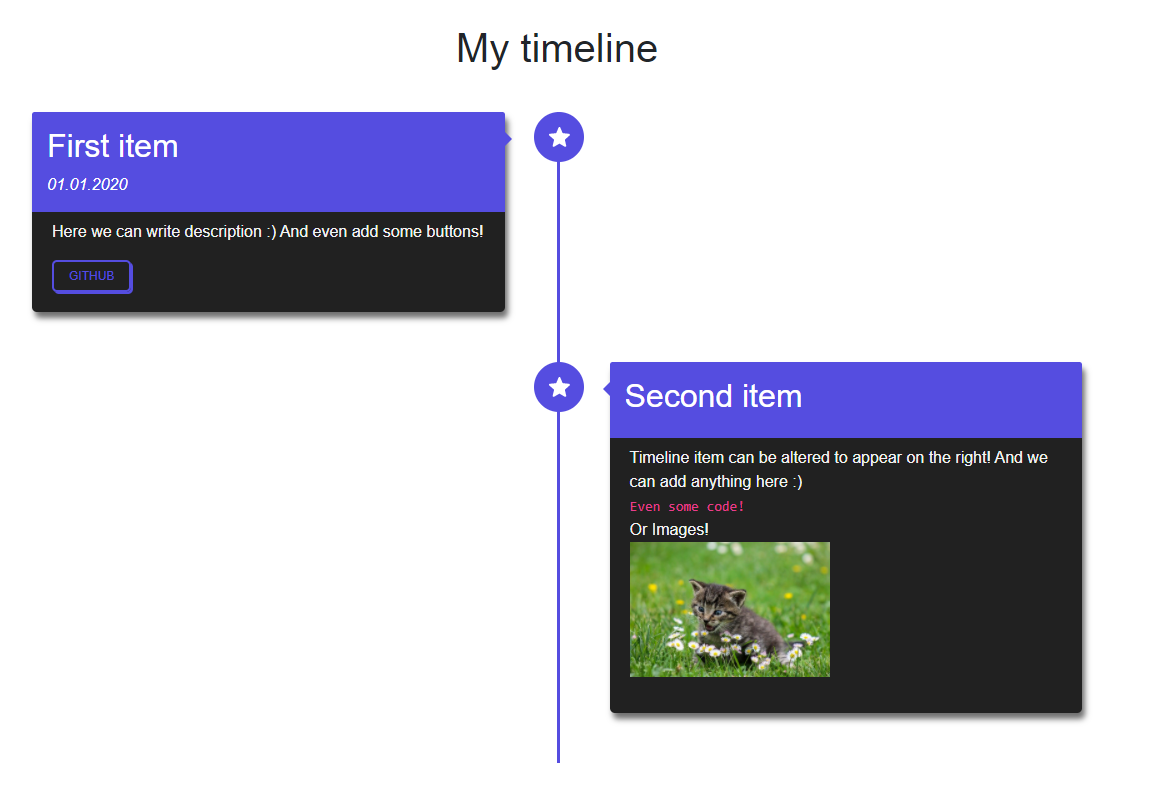 My timeline
First item
01.01.2020
Here we can write description :) And even add some buttons!
GITHUB
Second item
Timeline item can be altered to appear on the right! And we
can add anything here :)
Even some code!
Or Images!